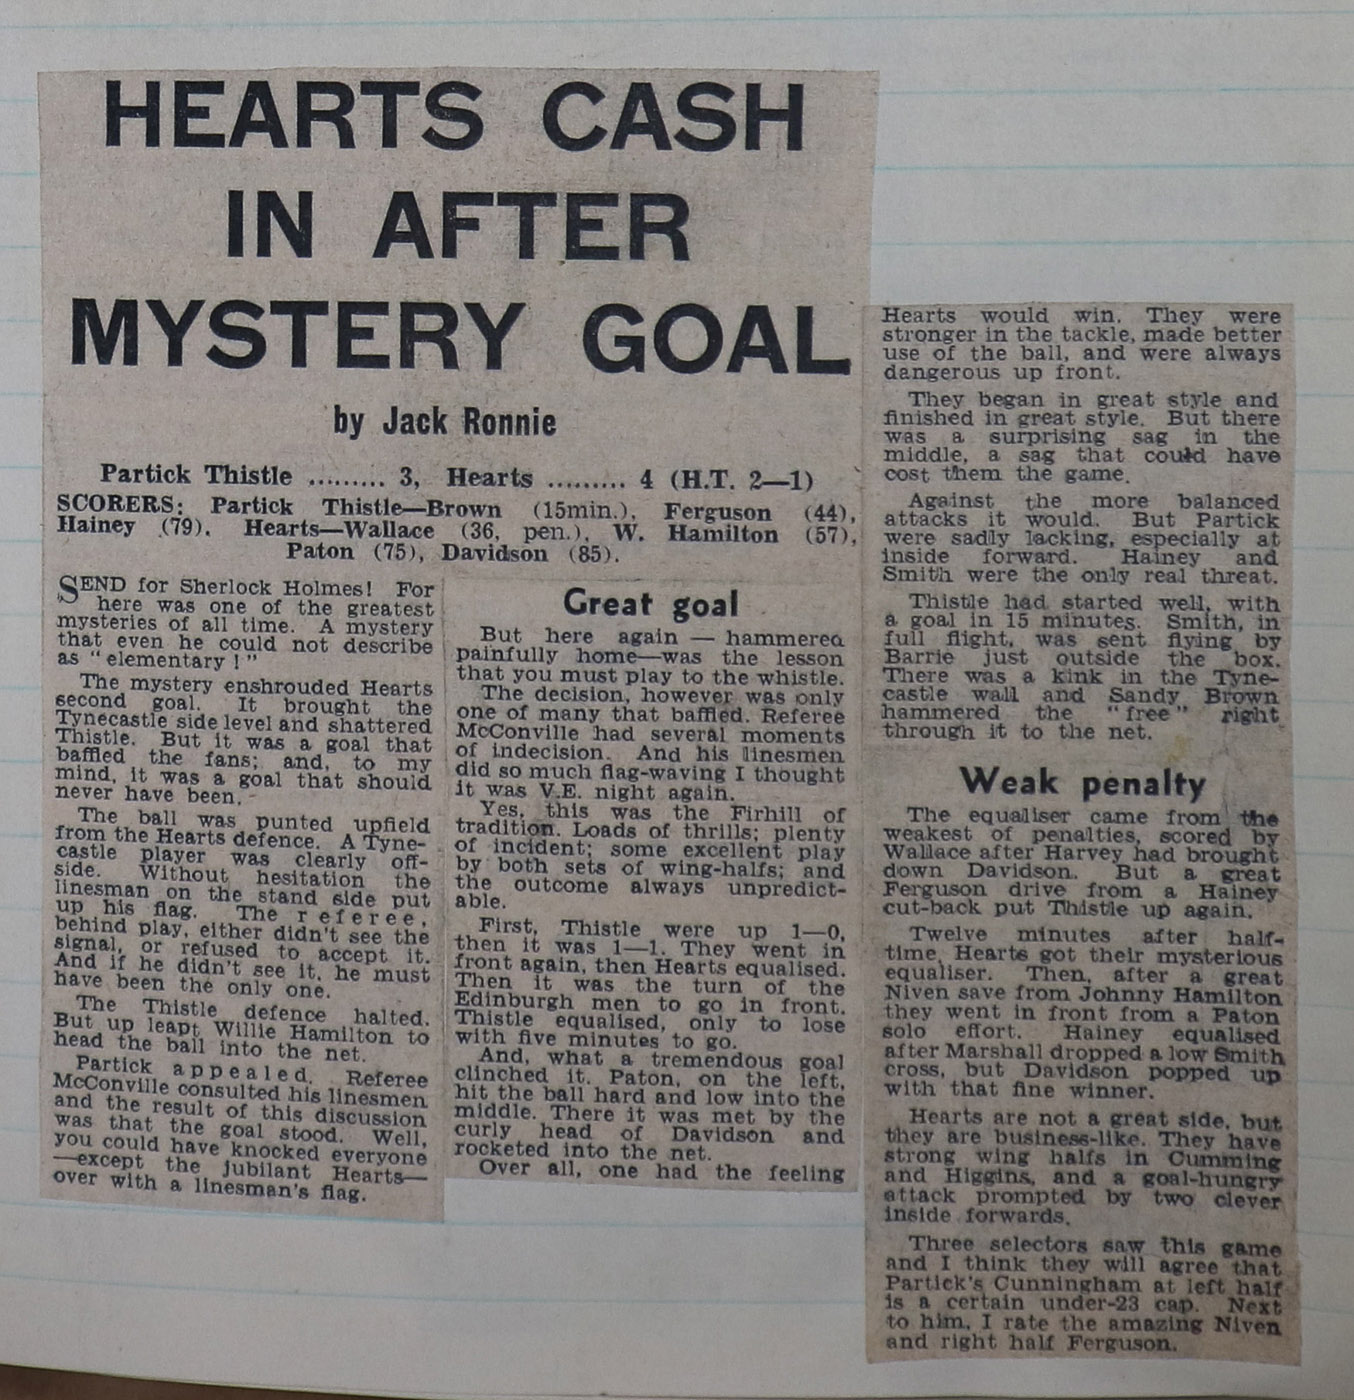 HEARTS CASH
IN AFTER
MYSTERY GOAL
by Jack Ronnie
Partick Thistle ......... 3, Hearts ......... 4 (H.T. 2—1)
SCORERS: Partick Thistle—Brown (15min.), Ferguson (44),
Hainey (79). Hearts—Wallace (36, pen.), W. Hamilton (57),
Paton (75), Davidson (85).
SEND for Sherlock Holmes! For
here was one of the greatest
mysteries of all time. A mystery
that even he could not describe
as "elementary!"
The mystery enshrouded Hearts
second goal. It brought the
Tynecastle side level and shattered
Thistle. But it was a goal that
baffled the fans; and, to my
mind, it was a goal that should
never have been.
The ball was punted upfield
from the Hearts defence. A Tyne-
castle player was clearly off-
side. Without hesitation the
linesman on the stand side put
up his flag. The referee,
behind play, either didn't see the
signal, or refused to accept it.
And if he didn't see it, he must
have been the only one.
The Thistle defence halted.
But up leapt Willie Hamilton to
head the ball into the net.
Partick appealed. Referee
McConville consulted his linesmen
and the result of this discussion
was that the goal stood. Well,
you could have knocked everyone
—except the jubilant Hearts—
over with a linesman's flag.
Great goal
But here again — hammered
painfully home—was the lesson
that you must play to the whistle.
The decision, however was only
one of many that baffled. Referee
McConville had several moments
of indecision. And his linesmen
did so much flag-waving I thought
it was V.E. night again.
Yes, this was the Firhill of
tradition. Loads of thrills; plenty
of incident; some excellent play
by both sets of wing-halfs; and
the outcome always unpredict-
able.
First, Thistle were up 1—0,
then it was 1—1. They went in
front again, then Hearts equalised.
Then it was the turn of the
Edinburgh men to go in front.
Thistle equalised, only to lose
with five minutes to go.
And, what a tremendous goal
clinched it. Paton, on the left,
hit the ball hard and low into the
middle. There it was met by the
curly head of Davidson and
rocketed into the net.
Over all, one had the feeling
Hearts would win. They were
stronger in the tackle, made better
use of the ball, and were always
dangerous up front.
They began in great style and
finished in great style. But there
was a surprising sag in the
middle, a sag that could have
cost them the game.
Against the more balanced
attacks it would. But Partick
were sadly lacking, especially at
inside forward. Hainey and
Smith were the only real threat.
Thistle had started well, with
a goal in 15 minutes. Smith, in
full flight, was sent flying by
Barrie just outside the box.
There was a kink in the Tyne-
castle wall and Sandy Brown
hammered the "free" right
through it to the net.
Weak penalty
The equaliser came from the
weakest of penalties, scored by
Wallace after Harvey had brought
down Davidson. But a great
Ferguson drive from a Hainey
cut-back put Thistle up again.
Twelve minutes after half-
time, Hearts got their mysterious
equaliser. Then, after a great
Niven save from Johnny Hamilton
they went in front from a Paton
solo effort. Hainey equalised
after Marshall dropped a low Smith
cross, but Davidson popped up
with that fine winner.
Hearts are not a great side, but
they are business-like. They have
strong wing halfs in Cumming
and Higgins, and a goal-hungry
attack prompted by two clever
inside forwards.
Three selectors saw this game
and I think they will agree that
Partick's Cunningham at left half
is a certain under-23 cap. Next
to him, I rate the amazing Niven
and right half Ferguson.